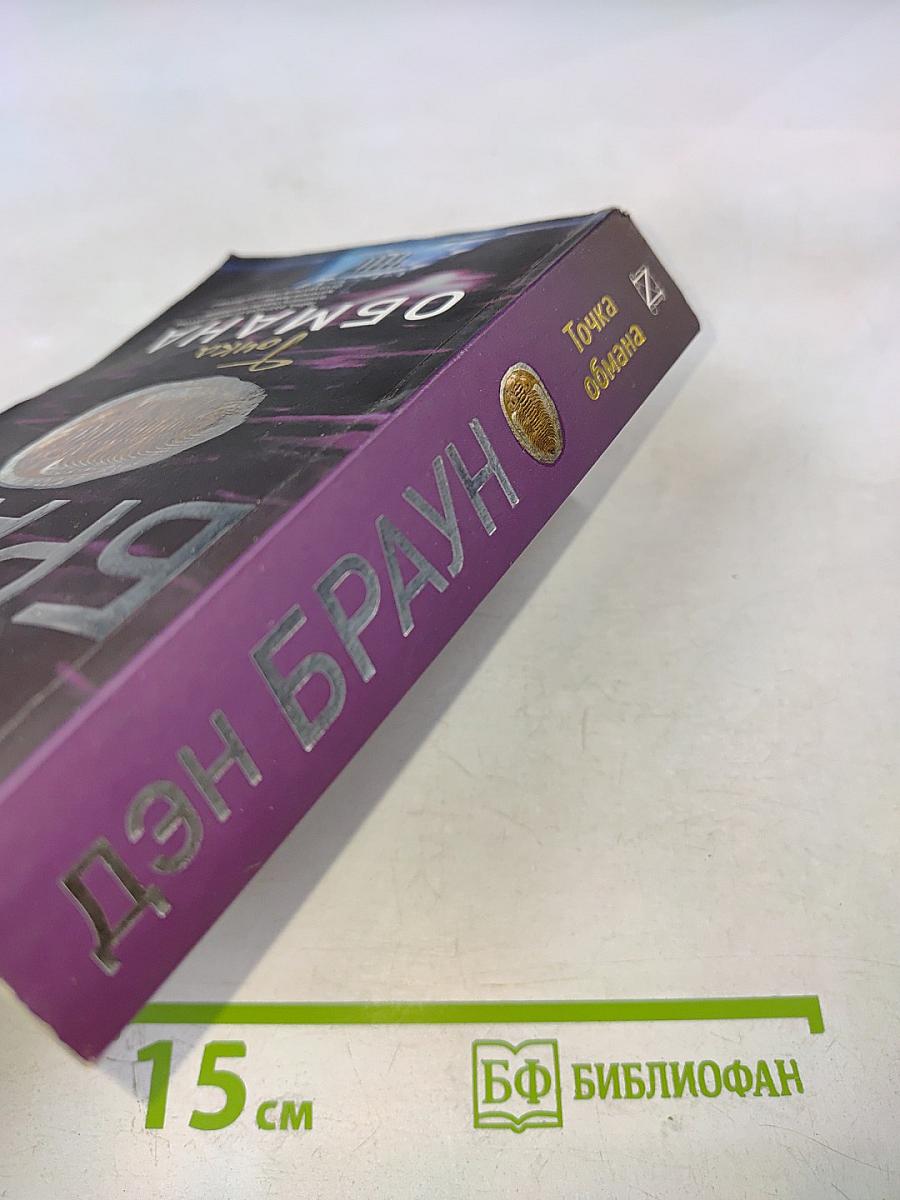 ДЭН БРАУН
Точка
обмана
Z
Точка
ОБМАНА
15 см
БФ БИБЛИОФАН